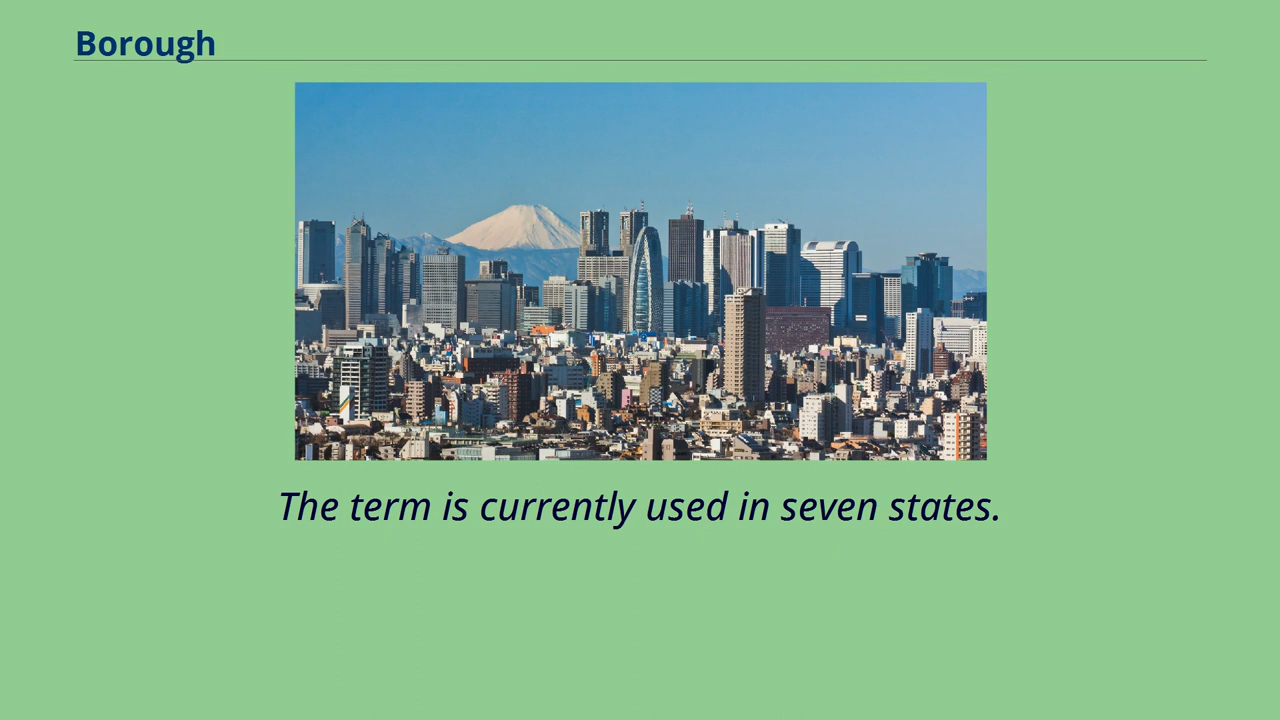 Borough
The term is currently used in seven states.